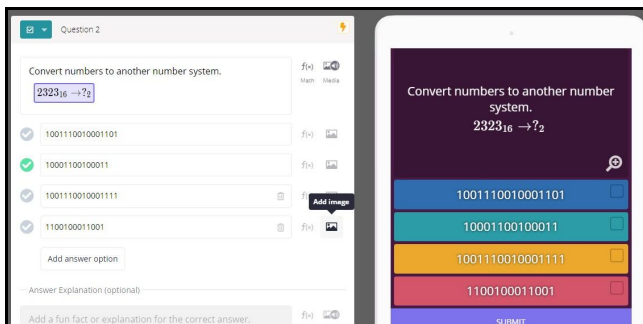 Question 2
Convert numbers to another number system.
2323₁₆ →?₂
f(×)
Math Media
1001110010001101
f(×)
10001100100011
f(×)
1001110010001111
Add image
1100100011001
f(×)
Add answer option
Answer Explanation (optional)
Add a fun fact or explanation for the correct answer.
f(×)
Convert numbers to another number
system.
2323₁₆ →?₂
1001110010001101
10001100100011
1001110010001111
1100100011001
SUBMIT